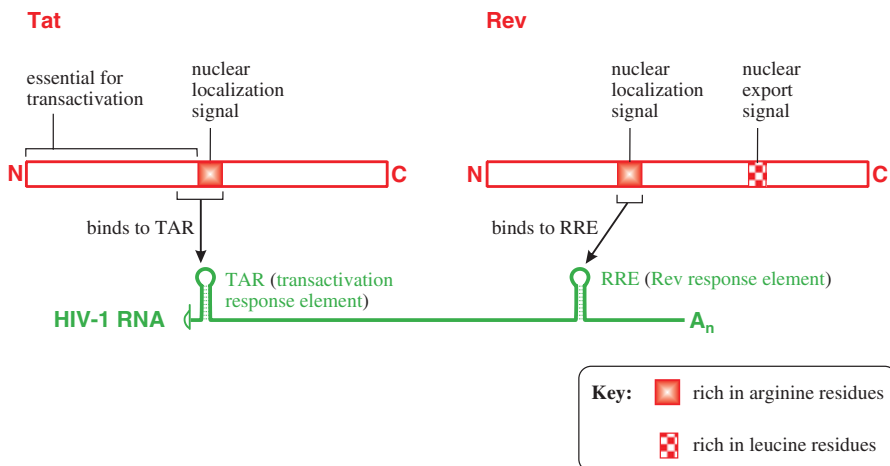 Tat
Rev
essential for
transactivation
nuclear
localization
signal
nuclear
localization
signal
nuclear
export
signal
N
C
N
C
binds to TAR
binds to RRE
TAR (transactivation
response element)
RRE (Rev response element)
HIV-1 RNA
An
Key:
rich in arginine residues
rich in leucine residues